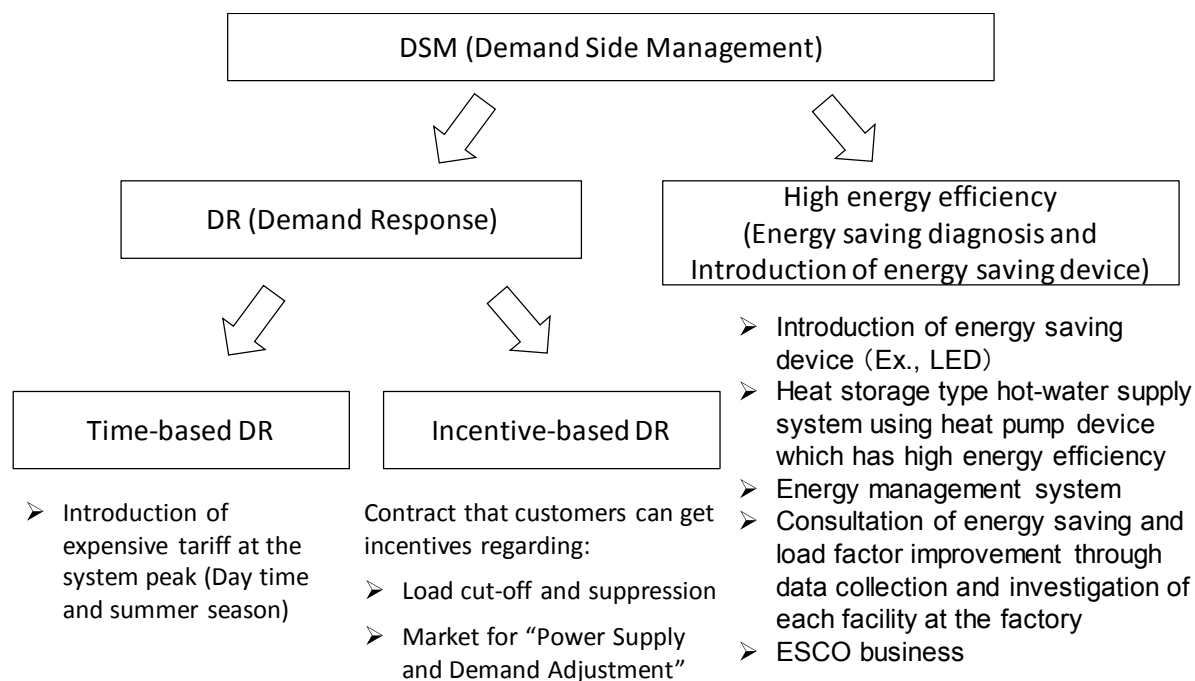 DSM (Demand Side Management)
DR (Demand Response)
High energy efficiency
(Energy saving diagnosis and
Introduction of energy saving device)
Time-based DR
Incentive-based DR
➢ Introduction of
expensive tariff at the
system peak (Day time
and summer season)
Contract that customers can get
incentives regarding:
➢ Load cut-off and suppression
➢ Market for “Power Supply
and Demand Adjustment”
➢ Introduction of energy saving
device（Ex., LED）
➢ Heat storage type hot-water supply
system using heat pump device
which has high energy efficiency
➢ Energy management system
➢ Consultation of energy saving and
load factor improvement through
data collection and investigation of
each facility at the factory
➢ ESCO business